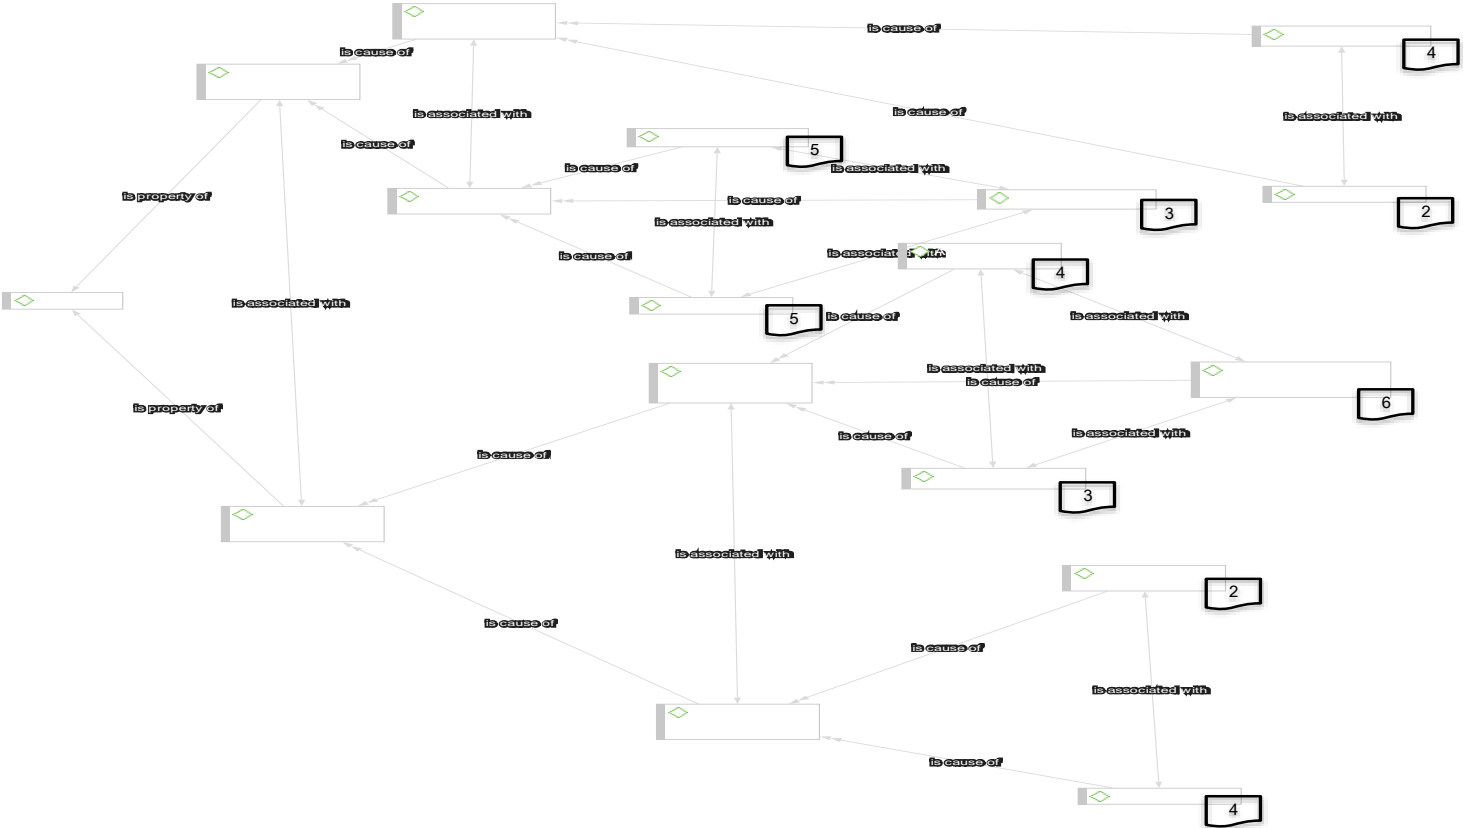 is cause of
is cause of
4
is cause of
is associated with
is associated with
is cause of
5
is cause of
is associated with
is property of
is cause of
3
2
is associated with
is associated with
is cause of
4
is associated with
5
is cause of
is associated with
is associated with
is cause of
6
is property of
is associated with
is cause of
is cause of
3
is associated with
2
is cause of
is cause of
is associated with
is cause of
4